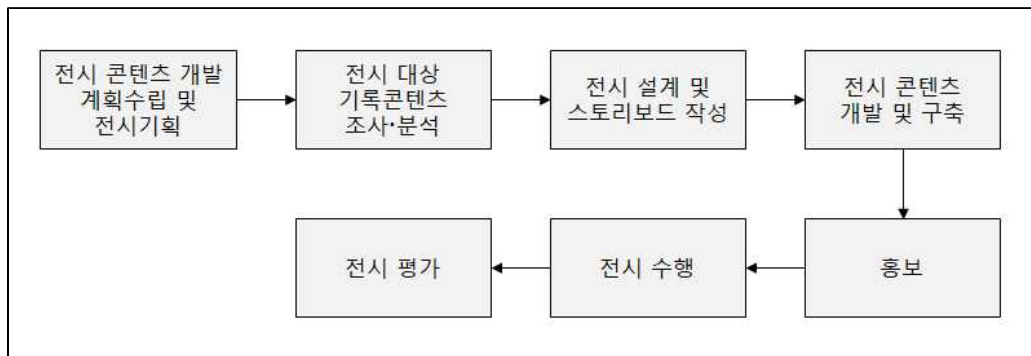 전시 콘텐츠 개발
계획수립 및
전시기획
전시 대상
기록콘텐츠
조사·분석
전시 설계 및
스토리보드 작성
전시 콘텐츠
개발 및 구축
홍보
전시 수행
전시 평가